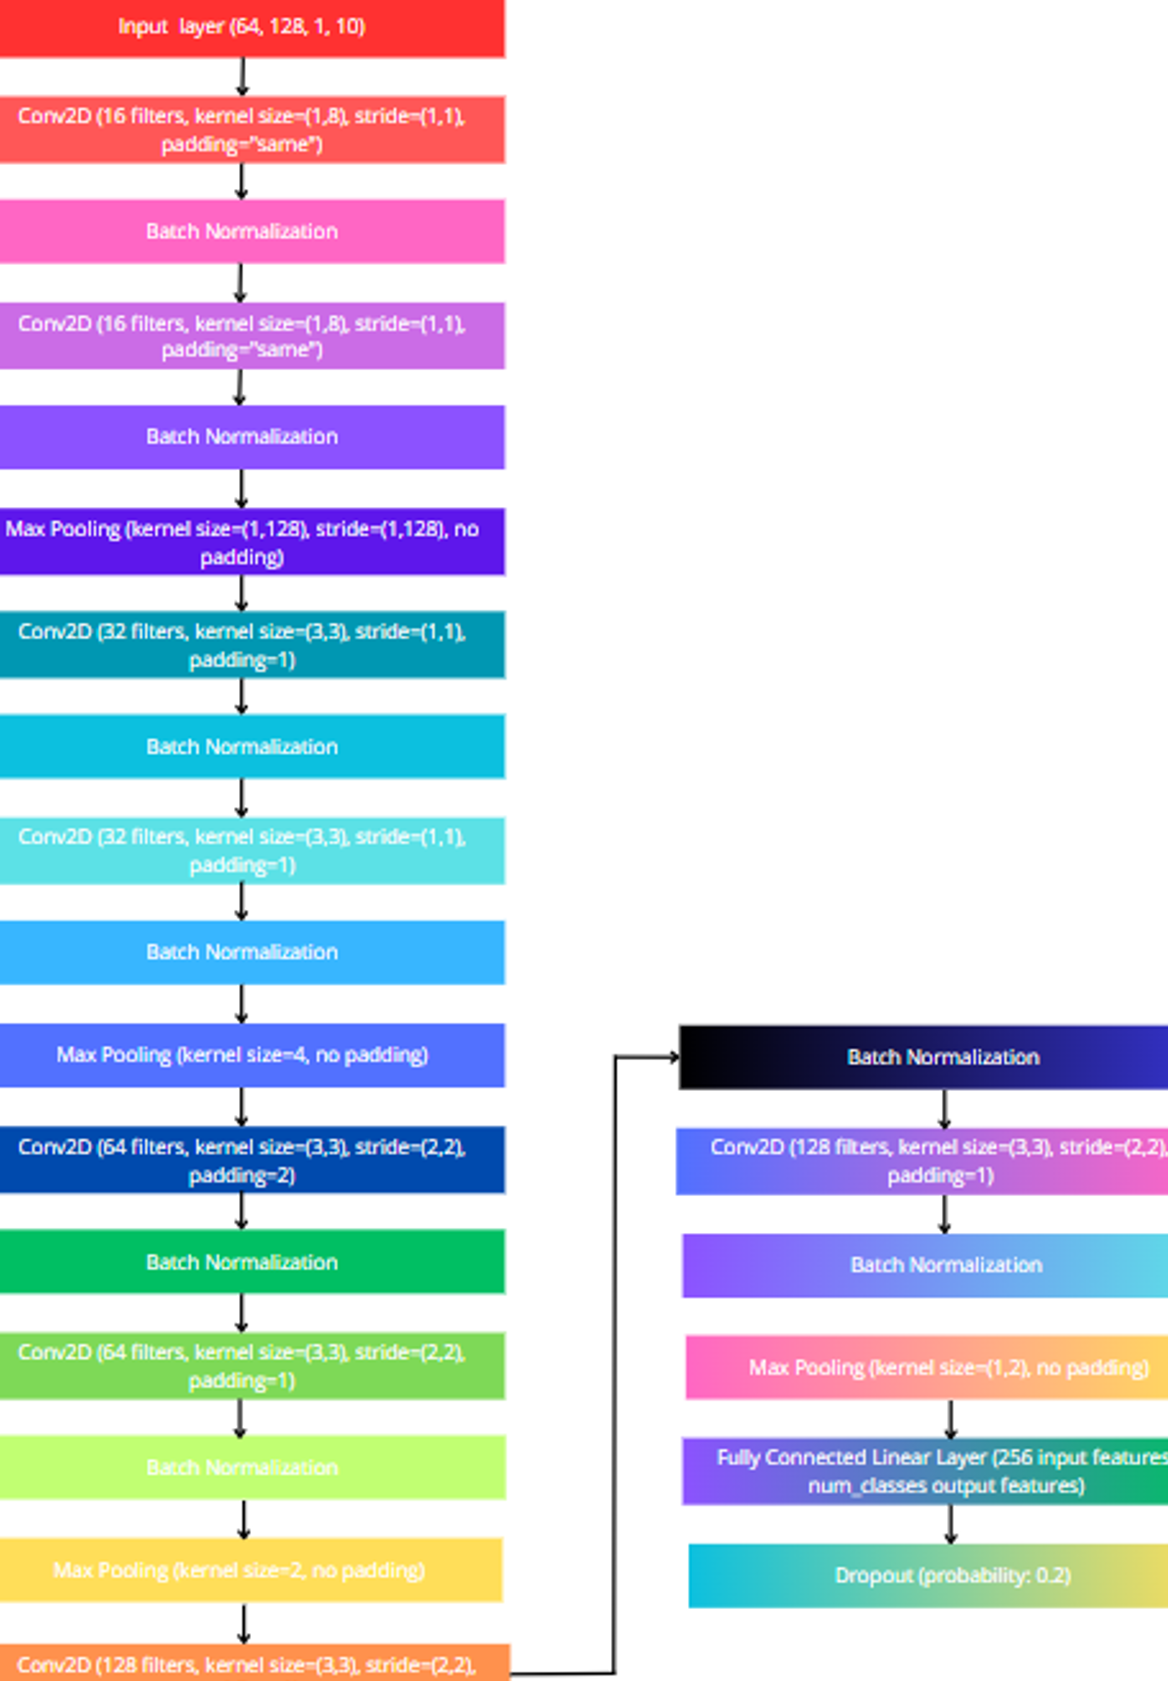 Input layer (64, 128, 1, 10)
Conv2D (16 filters, kernel size=(1,8), stride=(1,1),
padding="same")
Batch Normalization
Conv2D (16 filters, kernel size=(1,8), stride=(1,1),
padding="same")
Batch Normalization
Max Pooling (kernel size=(1,128), stride=(1,128), no
padding)
Conv2D (32 filters, kernel size=(3,3), stride=(1,1),
padding=1)
Batch Normalization
Conv2D (32 filters, kernel size=(3,3), stride=(1,1),
padding=1)
Batch Normalization
Max Pooling (kernel size=4, no padding)
Conv2D (64 filters, kernel size=(3,3), stride=(2,2),
padding=2)
Batch Normalization
Conv2D (64 filters, kernel size=(3,3), stride=(2,2),
padding=1)
Batch Normalization
Max Pooling (kernel size=2, no padding)
Conv2D (128 filters, kernel size=(3,3), stride=(2,2),
Batch Normalization
Conv2D (128 filters, kernel size=(3,3), stride=(2,2),
padding=1)
Batch Normalization
Max Pooling (kernel size=(1,2), no padding)
Fully Connected Linear Layer (256 input features
num_classes output features)
Dropout (probability: 0.2)